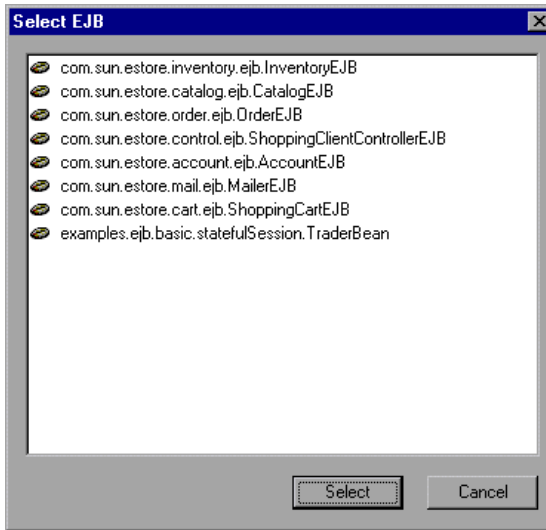 Select EJB
com.sun.estore.inventory.ejb.InventoryEJB
com.sun.estore.catalog.ejb.CatalogEJB
com.sun.estore.order.ejb.OrderEJB
com.sun.estore.control.ejb.ShoppingClientControllerEJB
com.sun.estore.account.ejb.AccountEJB
com.sun.estore.mail.ejb.MailerEJB
com.sun.estore.cart.ejb.ShoppingCartEJB
examples.ejb.basic.statefulSession.TraderBean
Select Cancel